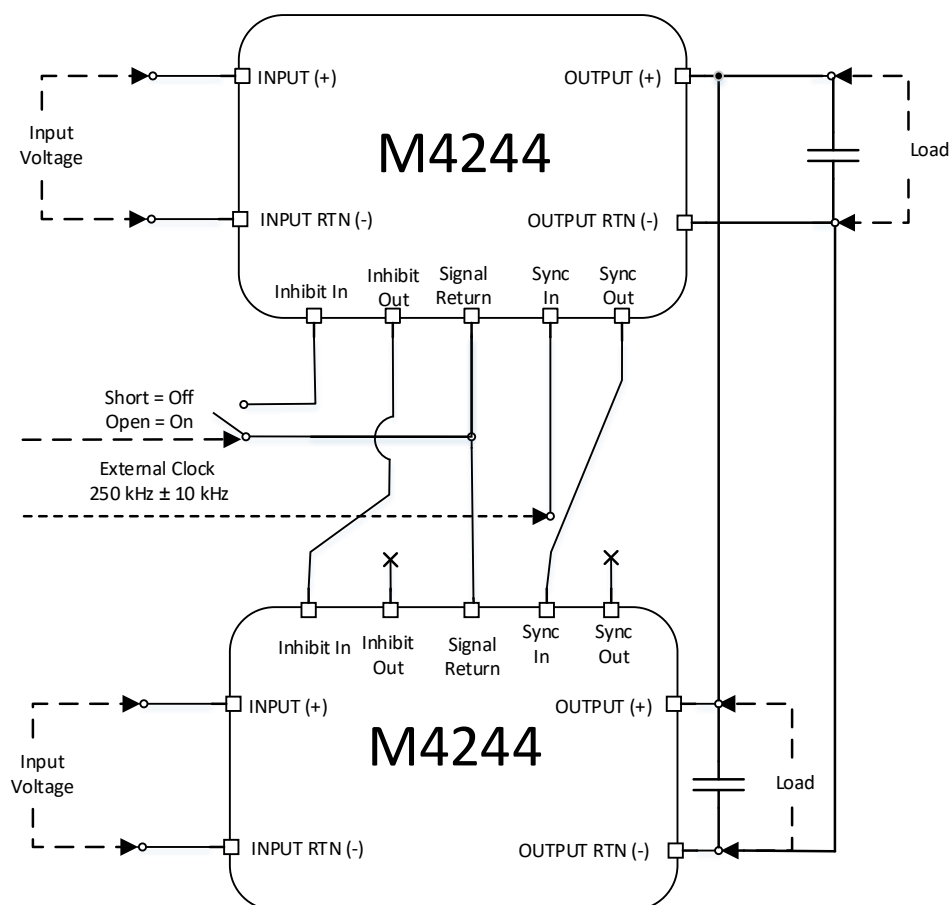 INPUT (+)
OUTPUT (+)
Input
Voltage
M4244
Load
INPUT RTN (-)
OUTPUT RTN (-)
Inhibit In
Inhibit
Out
Signal
Return
Sync
In
Sync
Out
Short = Off
Open = On
External Clock
250 kHz ± 10 kHz
Inhibit In
Inhibit
Out
Signal
Return
Sync
In
Sync
Out
INPUT (+)
OUTPUT (+)
Input
Voltage
M4244
Load
INPUT RTN (-)
OUTPUT RTN (-)